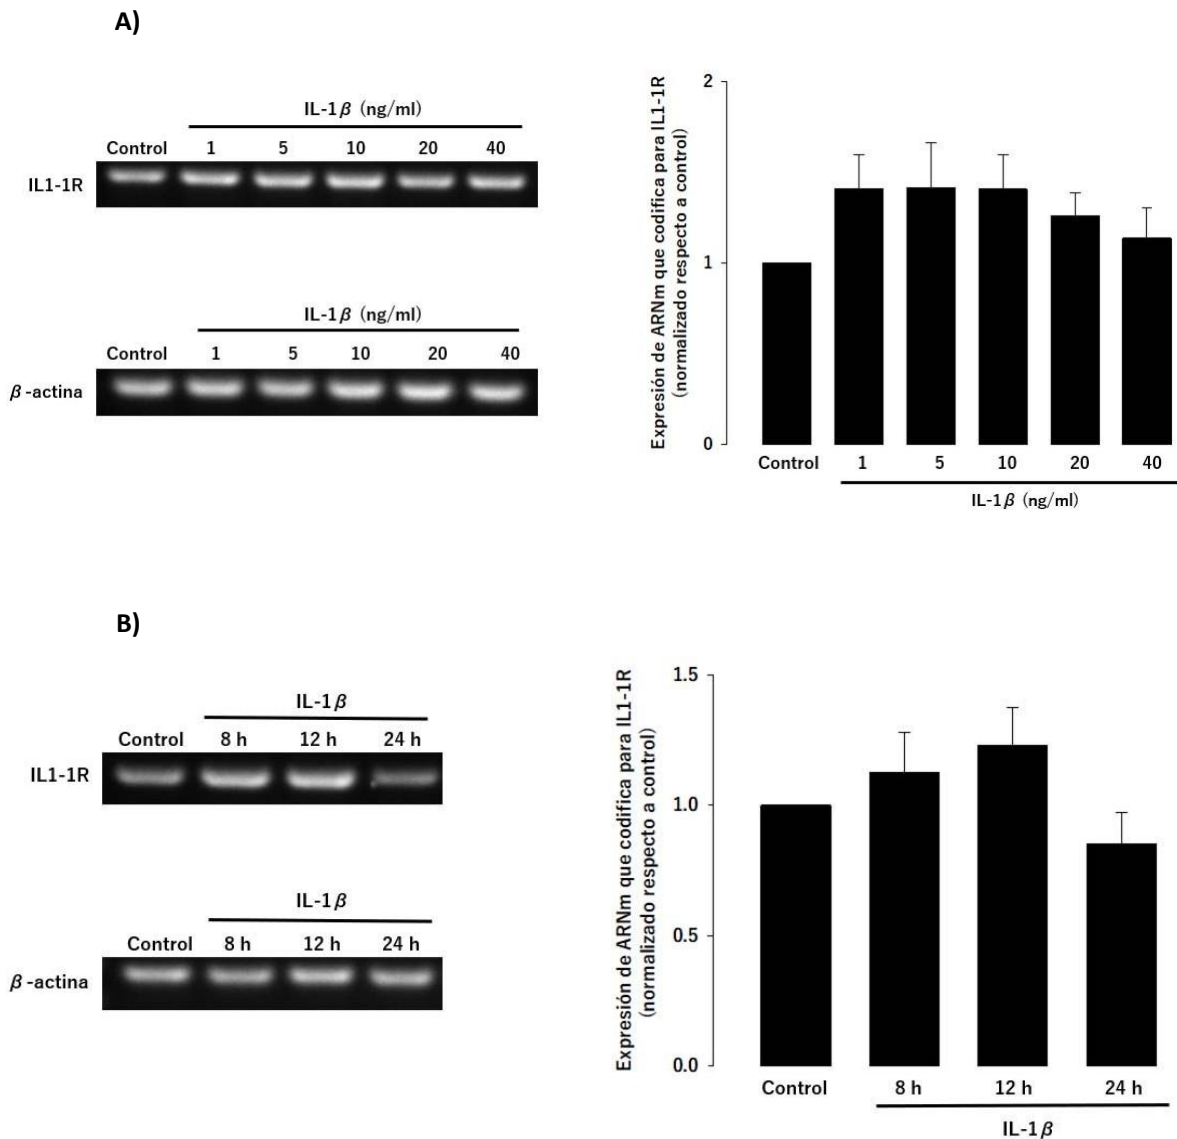 A)
IL-1β (ng/ml)
Control 1 5 10 20 40
IL1-1R
IL-1β (ng/ml)
Control 1 5 10 20 40
β-actina
Expresión de ARNm que codifica para IL1-1R
(normalizado respecto a control)
2
1
0
Control 1 5 10 20 40
IL-1β (ng/ml)
B)
IL-1β
Control 8 h 12 h 24 h
IL1-1R
IL-1β
Control 8 h 12 h 24 h
β-actina
Expresión de ARNm que codifica para IL1-1R
(normalizado respecto a control)
1.5
1.0
0.5
0.0
Control 8 h 12 h 24 h
IL-1β